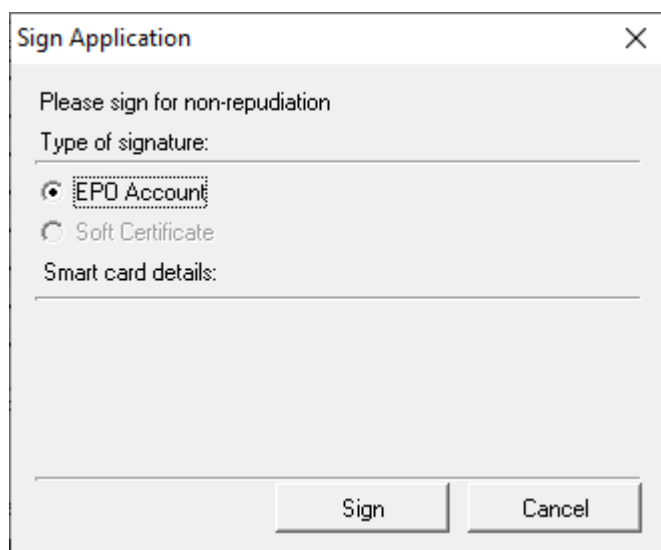 Sign Application
Please sign for non-repudiation
Type of signature:
EPO Account
Soft Certificate
Smart card details:
Sign
Cancel